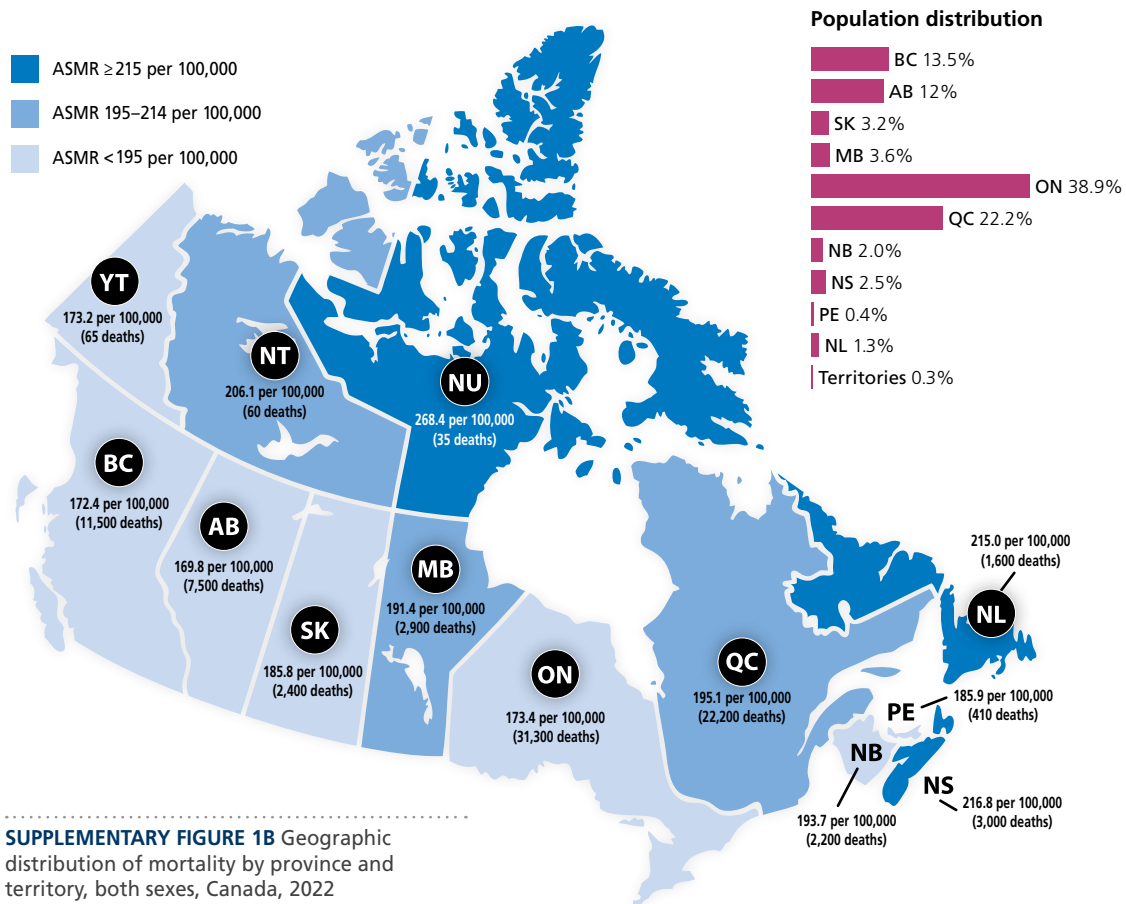 Population distribution
BC 13.5%
AB 12%
SK 3.2%
MB 3.6%
ON 38.9%
QC 22.2%
NB 2.0%
NS 2.5%
PE 0.4%
NL 1.3%
Territories 0.3%
ASMR ≥215 per 100,000
ASMR 195–214 per 100,000
ASMR <195 per 100,000
YT
173.2 per 100,000
(65 deaths)
NT
206.1 per 100,000
(60 deaths)
NU
268.4 per 100,000
(35 deaths)
BC
172.4 per 100,000
(11,500 deaths)
AB
169.8 per 100,000
(7,500 deaths)
SK
185.8 per 100,000
(2,400 deaths)
MB
191.4 per 100,000
(2,900 deaths)
ON
173.4 per 100,000
(31,300 deaths)
QC
195.1 per 100,000
(22,200 deaths)
215.0 per 100,000
(1,600 deaths)
NL
PE
185.9 per 100,000
(410 deaths)
NB
193.7 per 100,000
(2,200 deaths)
NS
216.8 per 100,000
(3,000 deaths)
SUPPLEMENTARY FIGURE 1B Geographic
distribution of mortality by province and
territory, both sexes, Canada, 2022